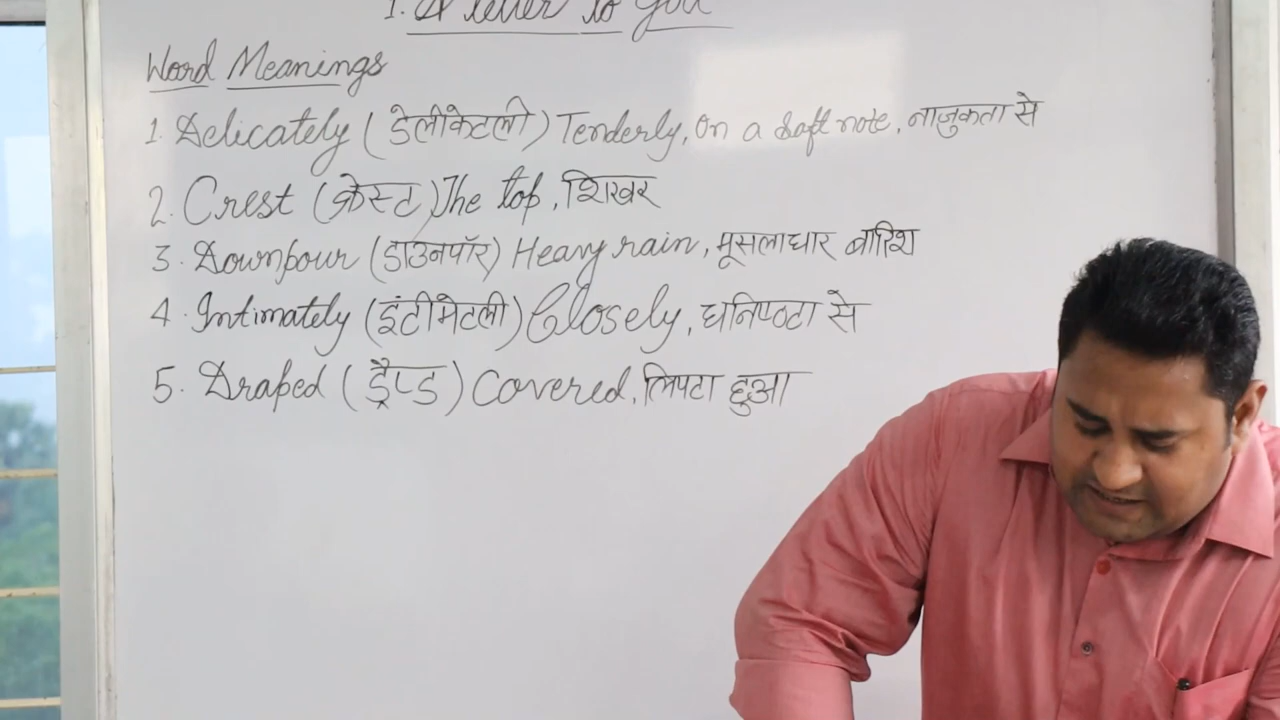 1. A letter to You
Word Meanings
1. Delicately (डेलीकेटली) Tenderly, On a soft note, नाजुकता से
2. Crest (क्रेस्ट) The top, शिखर
3. Downpour (डाउनपॉर) Heavy rain, मूसलाधार बारिश
4. Intimately (इंटीमेटली) Closely, घनिष्ठता से
5. Draped (ड्रैप्ड) Covered, लिपटा हुआ